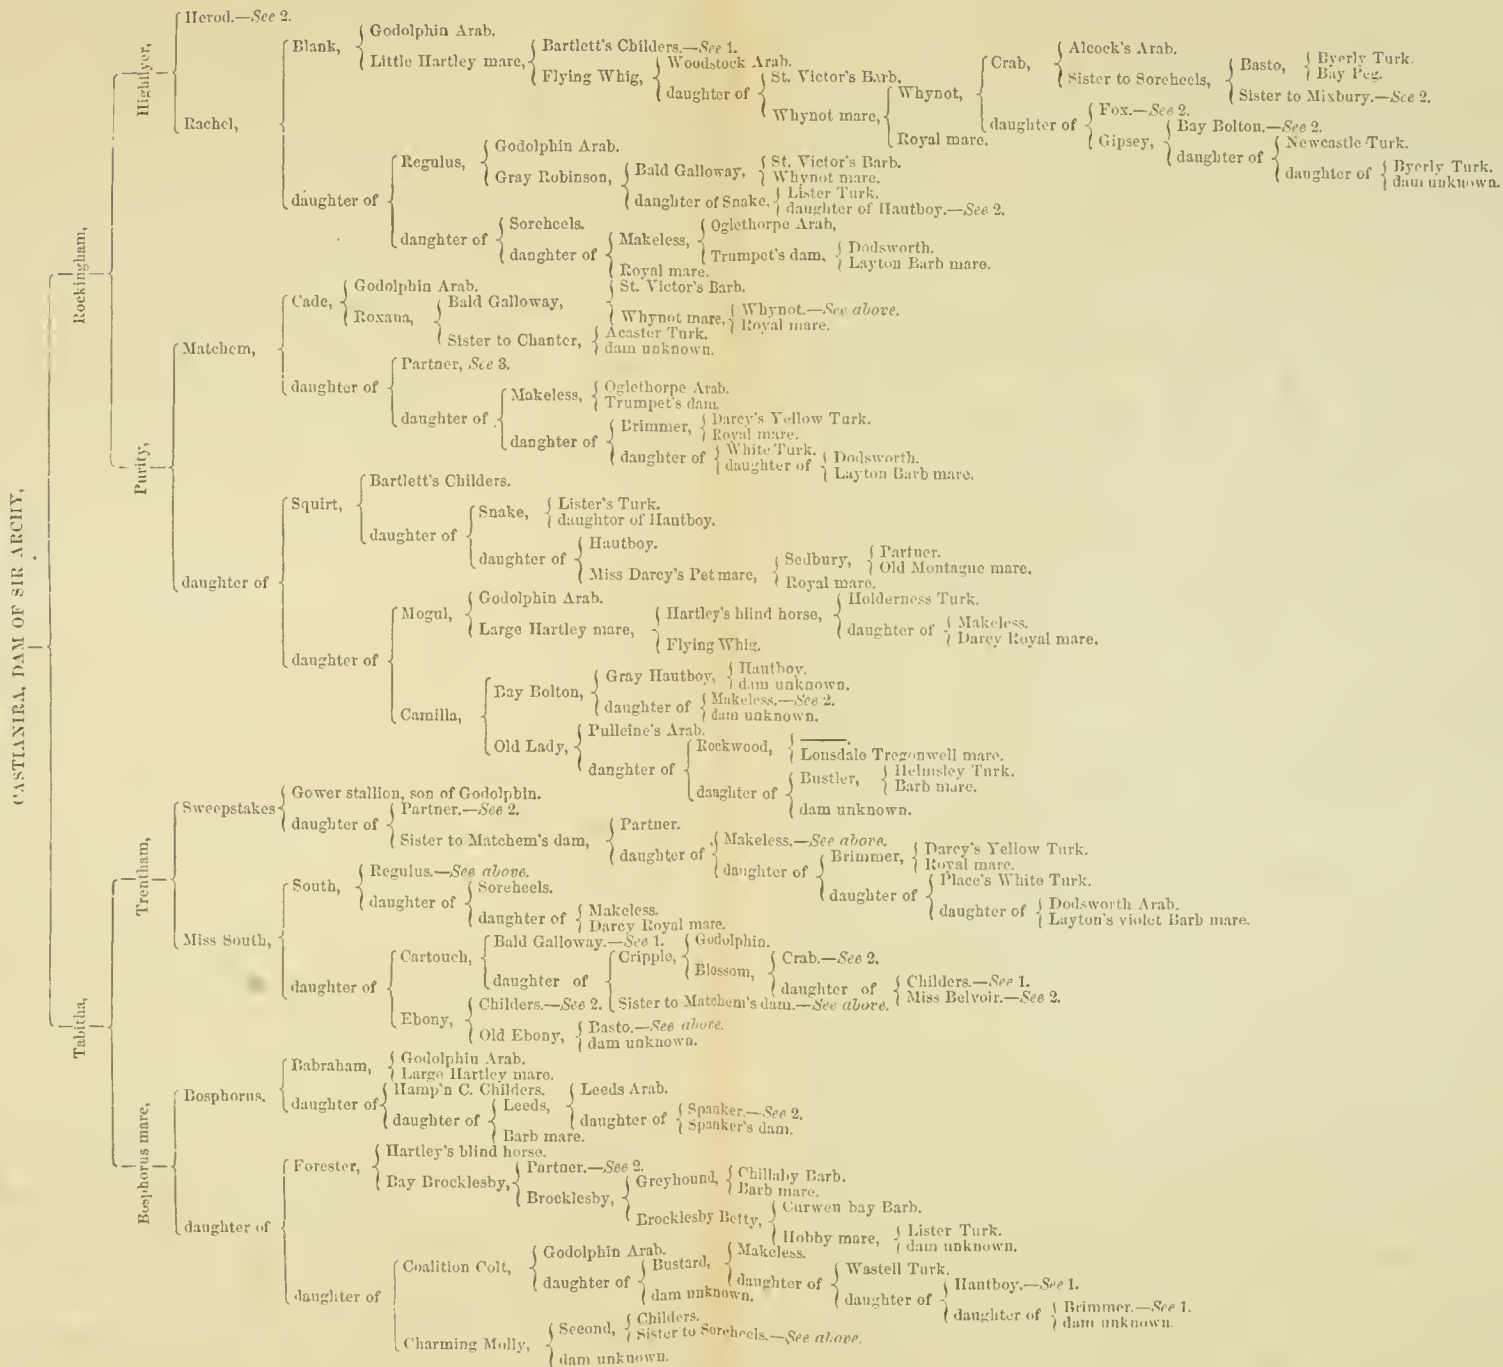 CASTIANIRA, DAM OF SIR ARCHY,
Rockingham,
Highflyer,
Herod.—See 2.
Rachel,
Blank,
Godolphin Arab.
Little Hartley mare,
Bartlett's Childers.—See 1.
Flying Whig,
Woodstock Arab.
daughter of
St. Victor's Barb.
Whynot mare,
Whynot,
Crab,
Alcock's Arab.
Sister to Soreheels,
Basto,
Byerly Turk.
Bay Peg.
Sister to Mixbury.—See 2.
daughter of
Fox.—See 2.
Gipsey,
Bay Bolton.—See 2.
daughter of
Newcastle Turk.
daughter of
Byerly Turk.
dam unknown.
Royal mare.
daughter of
Regulus,
Godolphin Arab.
Gray Robinson,
Bald Galloway,
St. Victor's Barb.
Whynot mare.
daughter of Snake,
Lister Turk.
daughter of Hautboy.—See 2.
daughter of
Soreheels.
daughter of
Makeless,
Oglethorpe Arab,
Trumpet's dam,
Dodsworth.
Layton Barb mare.
Royal mare.
Purity,
Matchem,
Cade,
Godolphin Arab.
Roxana,
Bald Galloway,
St. Victor's Barb.
Whynot mare,
Whynot.—See above.
Royal mare.
Sister to Chanter,
Acaster Turk.
dam unknown.
daughter of
Partner, See 3.
daughter of
Makeless,
Oglethorpe Arab.
Trumpet's dam.
daughter of
Brimmer,
Darcy's Yellow Turk.
Royal mare.
daughter of
White Turk.
daughter of
Dodsworth.
Layton Barb mare.
daughter of
Squirt,
Bartlett's Childers.
daughter of
Snake,
Lister's Turk.
daughter of Hautboy.
daughter of
Hautboy.
Miss Darcy's Pet mare,
Sedbury,
Partner.
Old Montague mare.
Royal mare.
daughter of
Mogul,
Godolphin Arab.
Large Hartley mare,
Hartley's blind horse,
Holderness Turk.
daughter of
Makeless.
Darcy Royal mare.
Flying Whig.
Camilla,
Bay Bolton,
Gray Hautboy,
Hautboy.
dam unknown.
daughter of
Makeless.—See 2.
dam unknown.
Old Lady,
Pulleine's Arab.
daughter of
Rockwood,
———.
Lonsdale Tregonwell mare.
daughter of
Bustler,
Helmsley Turk.
Barb mare.
dam unknown.
Tabitha,
Trentham,
Sweepstakes
Gower stallion, son of Godolphin.
daughter of
Partner.—See 2.
Sister to Matchem's dam,
Partner.
daughter of
Makeless.—See above.
daughter of
Brimmer,
Darcy's Yellow Turk.
Royal mare.
daughter of
Place's White Turk.
daughter of
Dodsworth Arab.
Layton's violet Barb mare.
Miss South,
South,
Regulus.—See above.
daughter of
Soreheels.
daughter of
Makeless.
Darcy Royal mare.
daughter of
Cartouch,
Bald Galloway.—See 1.
daughter of
Cripple,
Godolphin.
Blossom,
Crab.—See 2.
daughter of
Childers.—See 1.
Miss Belvoir.—See 2.
Sister to Matchem's dam.—See above.
Ebony,
Childers.—See 2.
Old Ebony,
Basto.—See above.
dam unknown.
Bosphorus mare,
Bosphorus.
Babraham,
Godolphin Arab.
Large Hartley mare.
daughter of
Hamp'n C. Childers.
daughter of
Leeds,
Leeds Arab.
daughter of
Spanker.—See 2.
Spanker's dam.
Barb mare.
daughter of
Forester,
Hartley's blind horse.
Bay Brocklesby,
Partner.—See 2.
Brocklesby,
Greyhound,
Chillaby Barb.
Barb mare.
Brocklesby Betty,
Curwen bay Barb.
Hobby mare,
Lister Turk.
dam unknown.
daughter of
Coalition Colt,
Godolphin Arab.
daughter of
Bustard,
Makeless.
daughter of
Wastell Turk.
daughter of
Hautboy.—See 1.
daughter of
Brimmer.—See 1.
dam unknown.
dam unknown.
Charming Molly,
Second,
Childers.
Sister to Soreheels.—See above.
dam unknown.